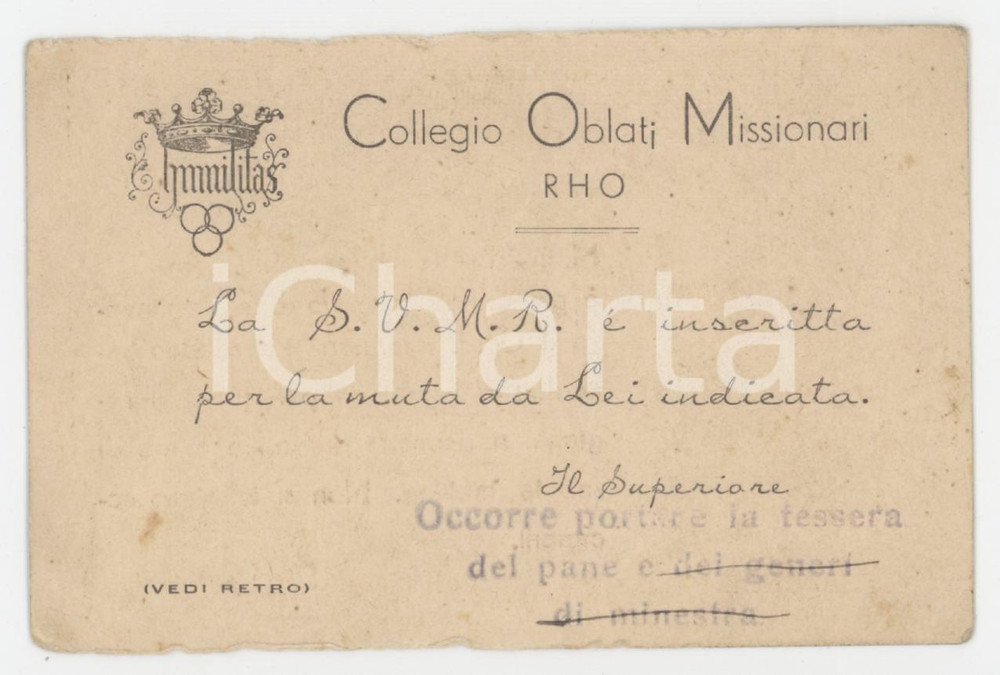 humilitas
Collegio Oblati Missionari
RHO
La S. V. M. R. é inscritta
per la muta da Lei indicata.
Il Superiore
Occorre portare la tessera
del pane e dei generi
di minestra
(VEDI RETRO)
iCharta